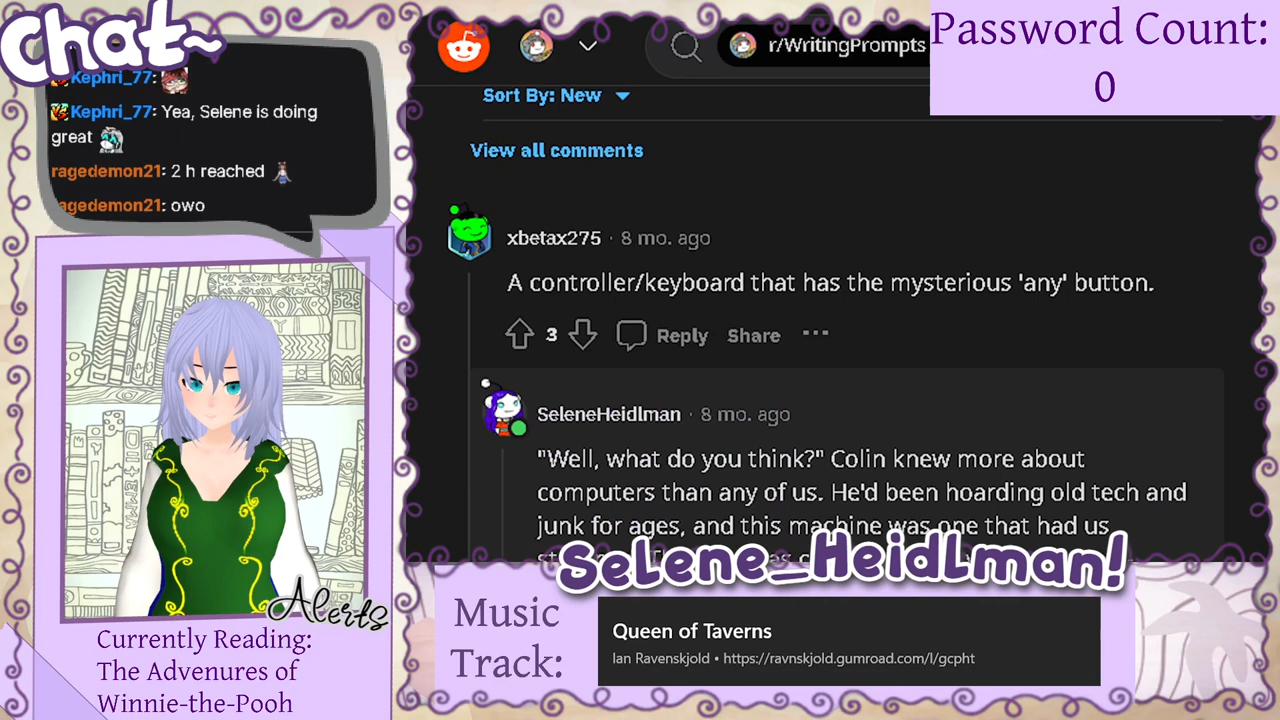 Chat~
Kephri_77:
Kephri_77: Yea, Selene is doing
great
ragedemon21: 2 h reached
agedemon21: owo
r/WritingPrompts
Password Count:
0
Sort By: New
View all comments
xbetax275 · 8 mo. ago
A controller/keyboard that has the mysterious 'any' button.
3 Reply Share ···
SeleneHeidlman · 8 mo. ago
"Well, what do you think?" Colin knew more about
computers than any of us. He'd been hoarding old tech and
junk for ages, and this machine was one that had us
Selene_Heidlman!
Alerts
Currently Reading:
The Advenures of
Winnie-the-Pooh
Music
Track:
Queen of Taverns
Ian Ravenskjold • https://ravnskjold.gumroad.com/l/gcpht